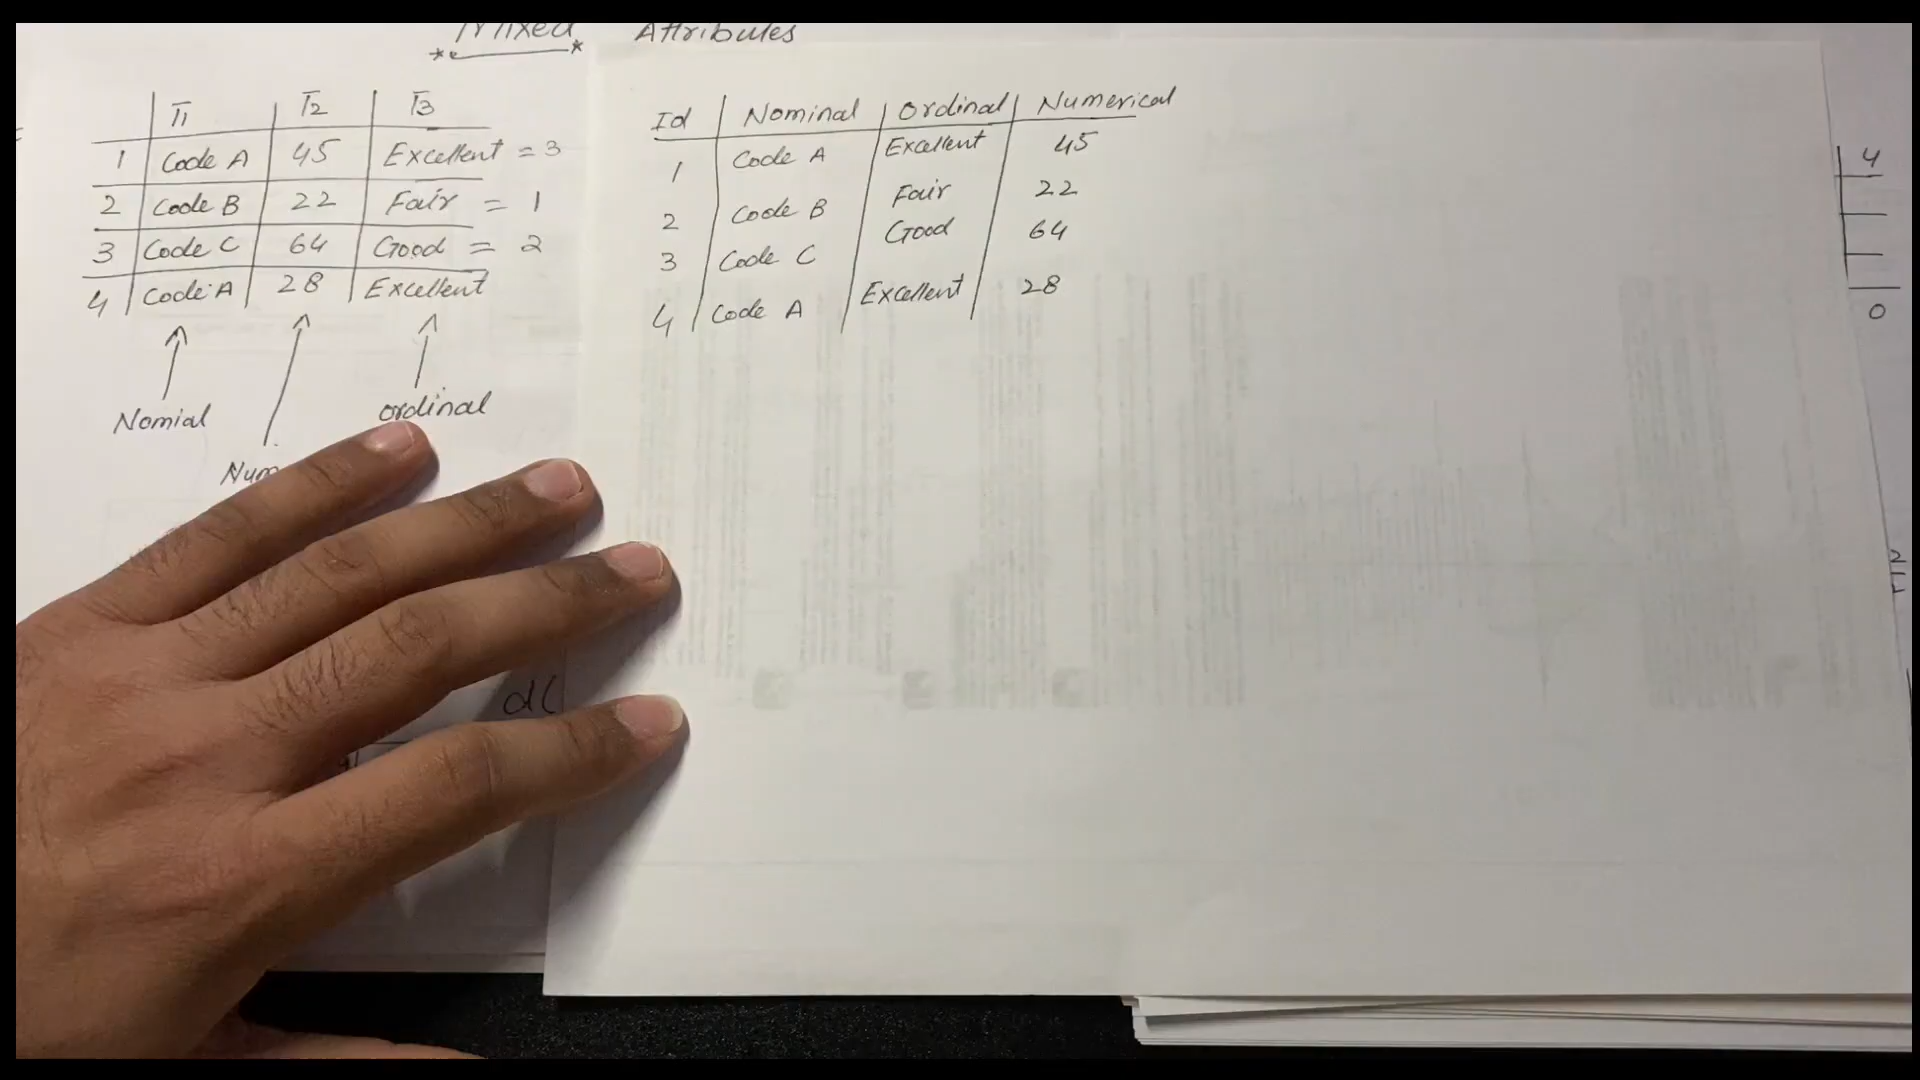 Mixed Attributes
T1 T2 T3
1 Code A 45 Excellent = 3
2 Code B 22 Fair = 1
3 Code C 64 Good = 2
4 Code A 28 Excellent
Nomial
ordinal
Num
d(
Id Nominal Ordinal Numerical
1 Code A Excellent 45
2 Code B Fair 22
3 Code C Good 64
4 Code A Excellent 28
4
0
2